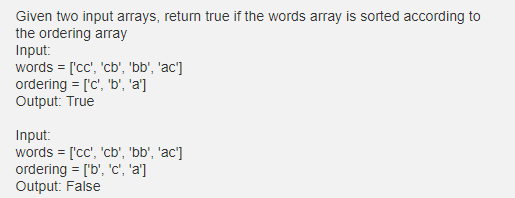 Given two input arrays, return true if the words array is sorted according to
the ordering array
Input:
words = ['cc', 'cb', 'bb', 'ac']
ordering = ['c', 'b', 'a']
Output: True
Input:
words = ['cc', 'cb', 'bb', 'ac']
ordering = ['b', 'c', 'a']
Output: False